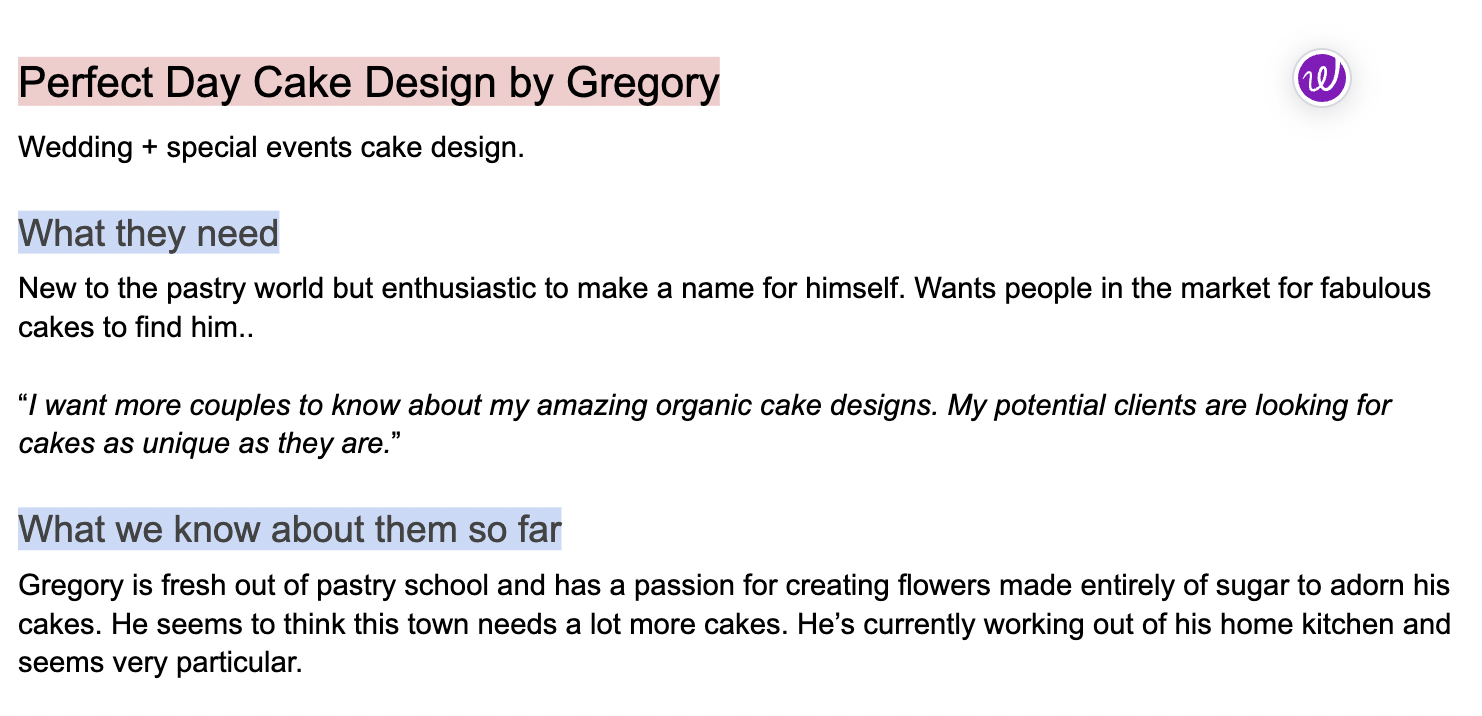 Perfect Day Cake Design by Gregory
Wedding + special events cake design.
What they need
New to the pastry world but enthusiastic to make a name for himself. Wants people in the market for fabulous
cakes to find him..
“I want more couples to know about my amazing organic cake designs. My potential clients are looking for
cakes as unique as they are.”
What we know about them so far
Gregory is fresh out of pastry school and has a passion for creating flowers made entirely of sugar to adorn his
cakes. He seems to think this town needs a lot more cakes. He’s currently working out of his home kitchen and
seems very particular.